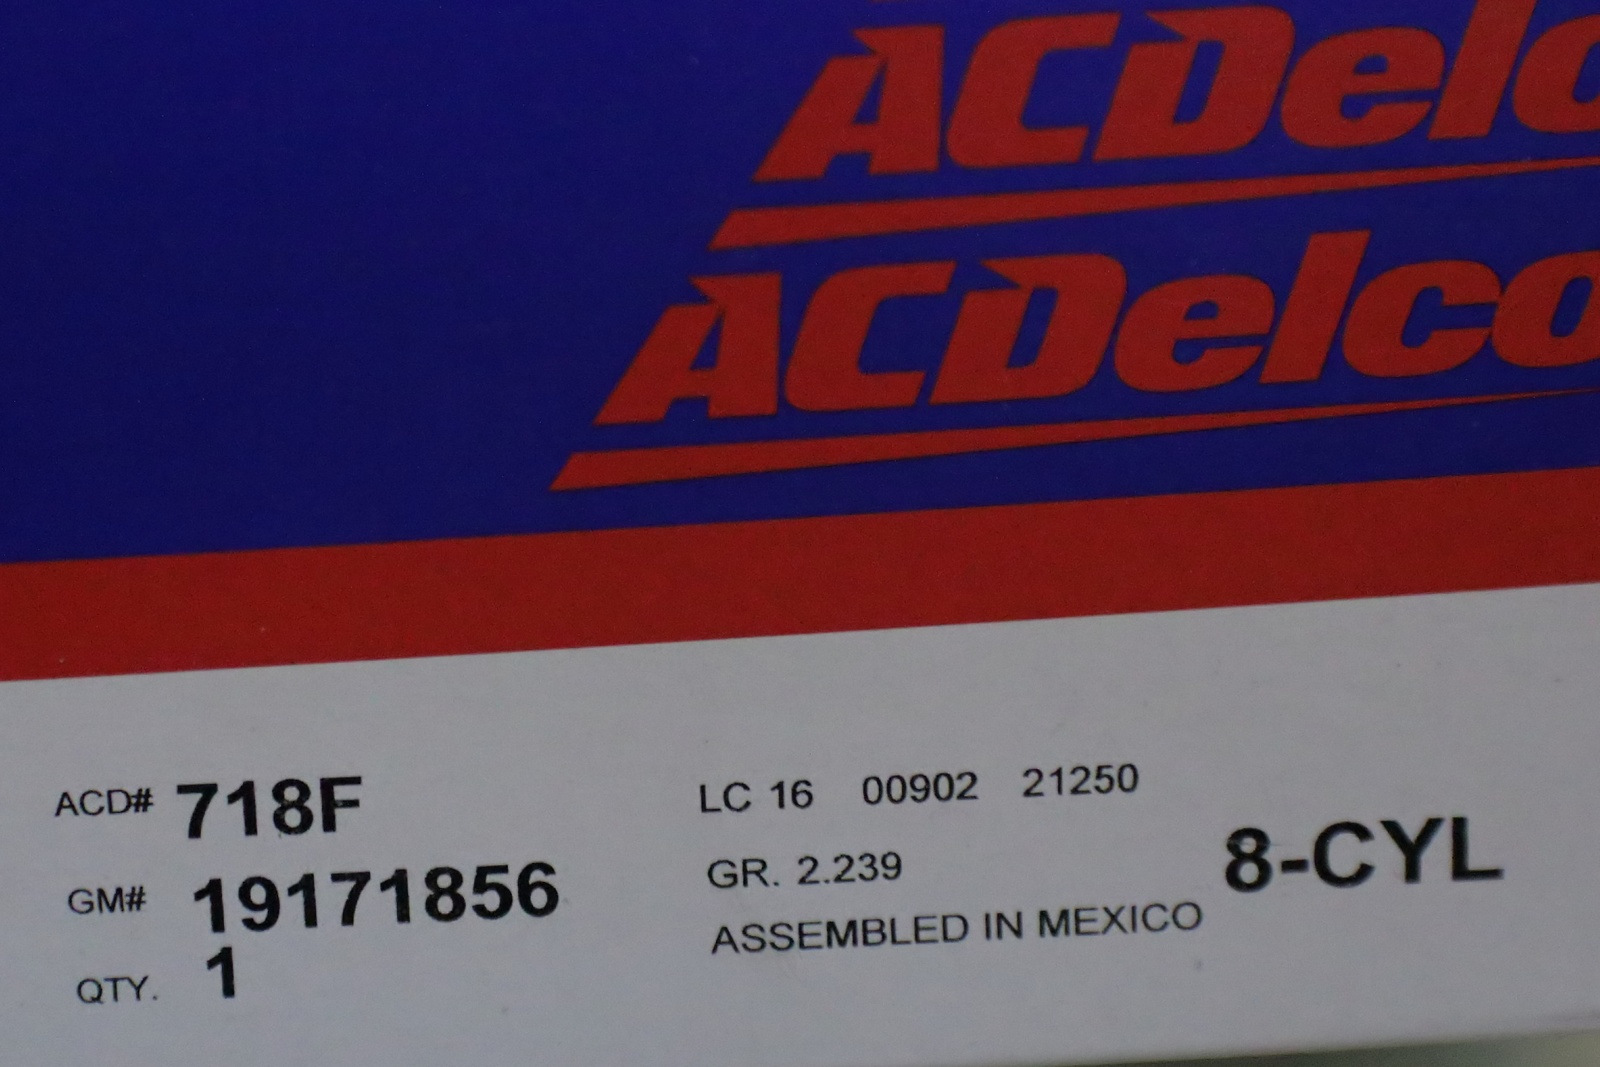 ACDelco
ACDelco
ACD# 718F
GM# 19171856
QTY. 1
LC 16 00902 21250
GR. 2.239
ASSEMBLED IN MEXICO
8-CYL